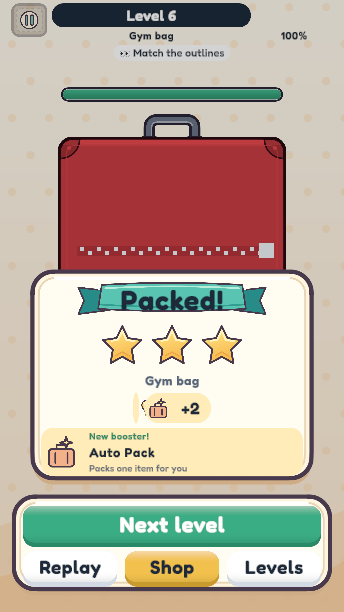 Level 6
Gym bag
100%
👀 Match the outlines
Packed!
Gym bag
+2
New booster!
Auto Pack
Packs one item for you
Next level
Replay
Shop
Levels